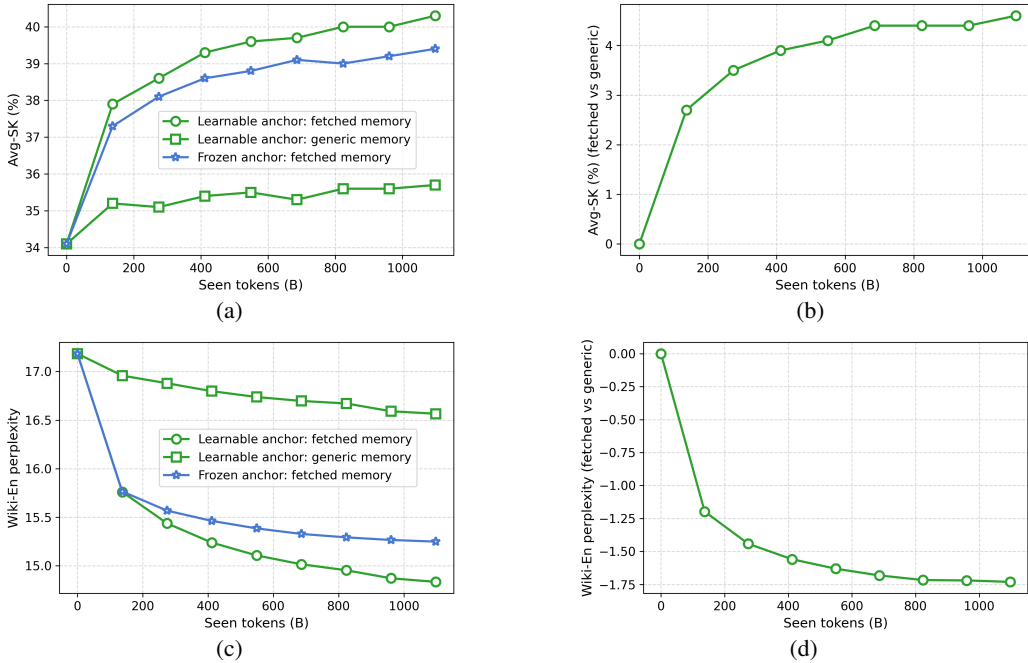 40
39
38
37
36
35
34
Avg-SK (%)
Learnable anchor: fetched memory
Learnable anchor: generic memory
Frozen anchor: fetched memory
0 200 400 600 800 1000
Seen tokens (B)
(a)
4
3
2
1
0
Avg-SK (%) (fetched vs generic)
0 200 400 600 800 1000
Seen tokens (B)
(b)
17.0
16.5
16.0
15.5
15.0
Wiki-En perplexity
Learnable anchor: fetched memory
Learnable anchor: generic memory
Frozen anchor: fetched memory
0 200 400 600 800 1000
Seen tokens (B)
(c)
0.00
−0.25
−0.50
−0.75
−1.00
−1.25
−1.50
−1.75
Wiki-En perplexity (fetched vs generic)
0 200 400 600 800 1000
Seen tokens (B)
(d)